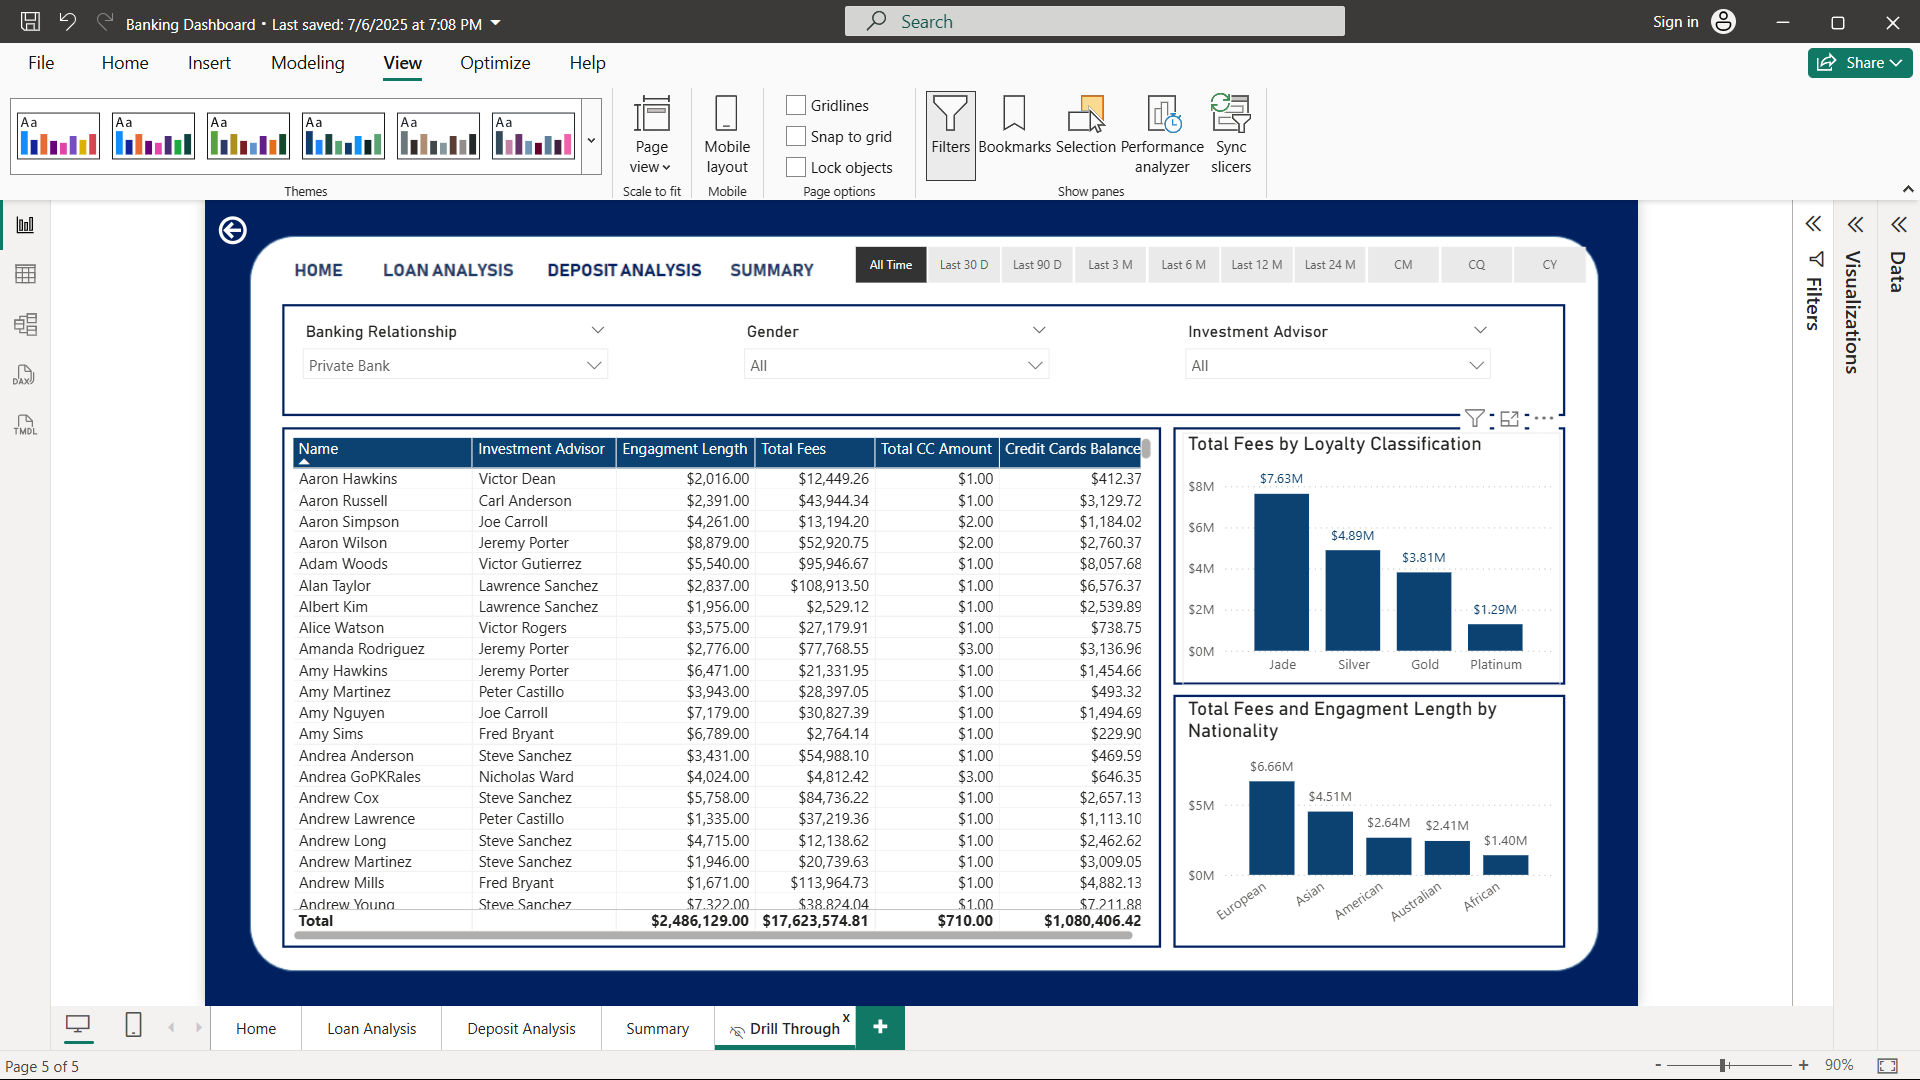 Banking Dashboard • Last saved: 7/6/2025 at 7:08 PM
Search
Sign in
File Home Insert Modeling View Optimize Help
Share
Aa Aa Aa Aa Aa Aa
Themes
Page view
Scale to fit
Mobile layout
Mobile
Gridlines
Snap to grid
Lock objects
Page options
Filters Bookmarks Selection Performance analyzer Sync slicers
Show panes
DAX
TMDL
HOME LOAN ANALYSIS DEPOSIT ANALYSIS SUMMARY
All Time Last 30 D Last 90 D Last 3 M Last 6 M Last 12 M Last 24 M CM CQ CY
Banking Relationship Gender Investment Advisor
Private Bank All All
Name Investment Advisor Engagment Length Total Fees Total CC Amount Credit Cards Balance
Aaron Hawkins Victor Dean $2,016.00 $12,449.26 $1.00 $412.37
Aaron Russell Carl Anderson $2,391.00 $43,944.34 $1.00 $3,129.72
Aaron Simpson Joe Carroll $4,261.00 $13,194.20 $2.00 $1,184.02
Aaron Wilson Jeremy Porter $8,879.00 $52,920.75 $2.00 $2,760.37
Adam Woods Victor Gutierrez $5,540.00 $95,946.67 $1.00 $8,057.68
Alan Taylor Lawrence Sanchez $2,837.00 $108,913.50 $1.00 $6,576.37
Albert Kim Lawrence Sanchez $1,956.00 $2,529.12 $1.00 $2,539.89
Alice Watson Victor Rogers $3,575.00 $27,179.91 $1.00 $738.75
Amanda Rodriguez Jeremy Porter $2,776.00 $77,768.55 $3.00 $3,136.96
Amy Hawkins Jeremy Porter $6,471.00 $21,331.95 $1.00 $1,454.66
Amy Martinez Peter Castillo $3,943.00 $28,397.05 $1.00 $493.32
Amy Nguyen Joe Carroll $7,179.00 $30,827.39 $1.00 $1,494.69
Amy Sims Fred Bryant $6,789.00 $2,764.14 $1.00 $229.90
Andrea Anderson Steve Sanchez $3,431.00 $54,988.10 $1.00 $469.59
Andrea GoPKRales Nicholas Ward $4,024.00 $4,812.42 $3.00 $646.35
Andrew Cox Steve Sanchez $5,758.00 $84,736.22 $1.00 $2,657.13
Andrew Lawrence Peter Castillo $1,335.00 $37,219.36 $1.00 $1,113.10
Andrew Long Steve Sanchez $4,715.00 $12,138.62 $1.00 $2,462.62
Andrew Martinez Steve Sanchez $1,946.00 $20,739.63 $1.00 $3,009.05
Andrew Mills Fred Bryant $1,671.00 $113,964.73 $1.00 $4,882.13
Andrew Young Steve Sanchez $7,322.00 $38,824.04 $1.00 $7,211.88
Total $2,486,129.00 $17,623,574.81 $710.00 $1,080,406.42
Total Fees by Loyalty Classification
$8M
$6M
$4M
$2M
$0M
$7.63M $4.89M $3.81M $1.29M
Jade Silver Gold Platinum
Total Fees and Engagment Length by
Nationality
$5M
$0M
$6.66M $4.51M $2.64M $2.41M $1.40M
European Asian American Australian African
Filters
Visualizations
Data
Home Loan Analysis Deposit Analysis Summary Drill Through x +
Page 5 of 5
- + 90%